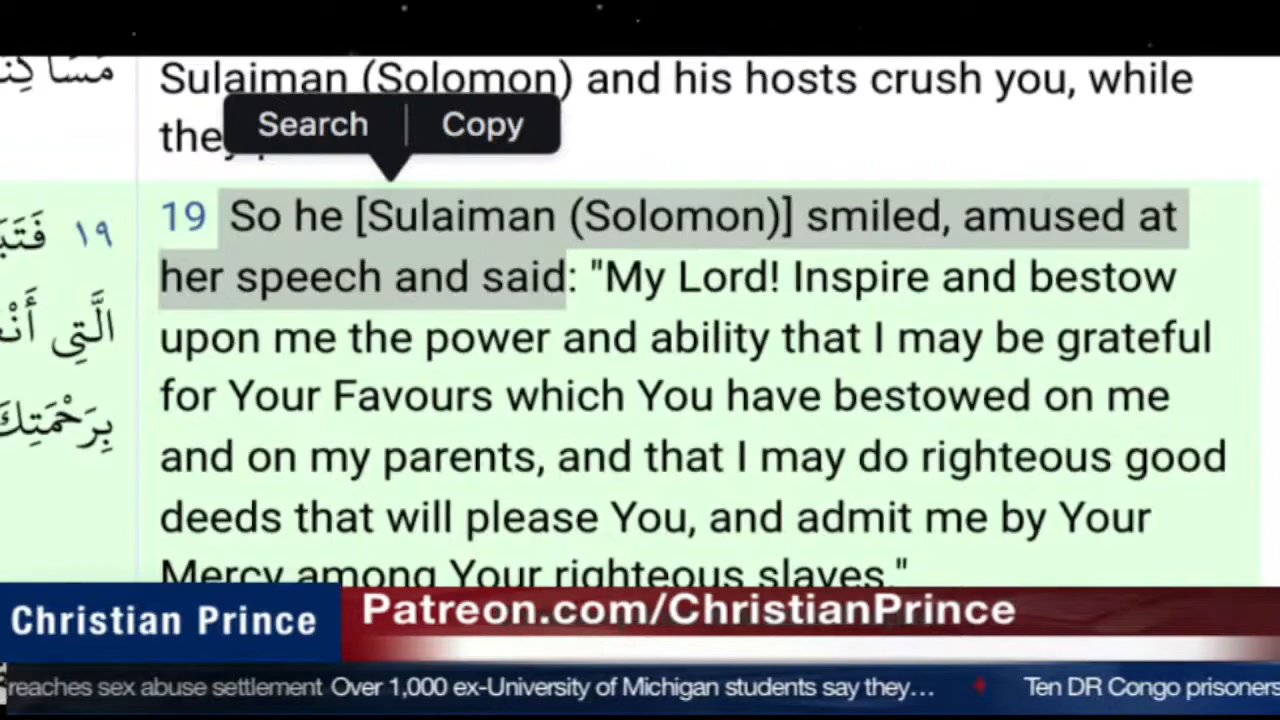 Sulaiman (Solomon) and his hosts crush you, while
Search | Copy
19 So he [Sulaiman (Solomon)] smiled, amused at
her speech and said: "My Lord! Inspire and bestow
upon me the power and ability that I may be grateful
for Your Favours which You have bestowed on me
and on my parents, and that I may do righteous good
deeds that will please You, and admit me by Your
Mercy among Your righteous slaves."
١٩
الَّتِي
بِرَحْمَتِكَ
Christian Prince
Patreon.com/ChristianPrince
reaches sex abuse settlement Over 1,000 ex-University of Michigan students say they… Ten DR Congo prisoners